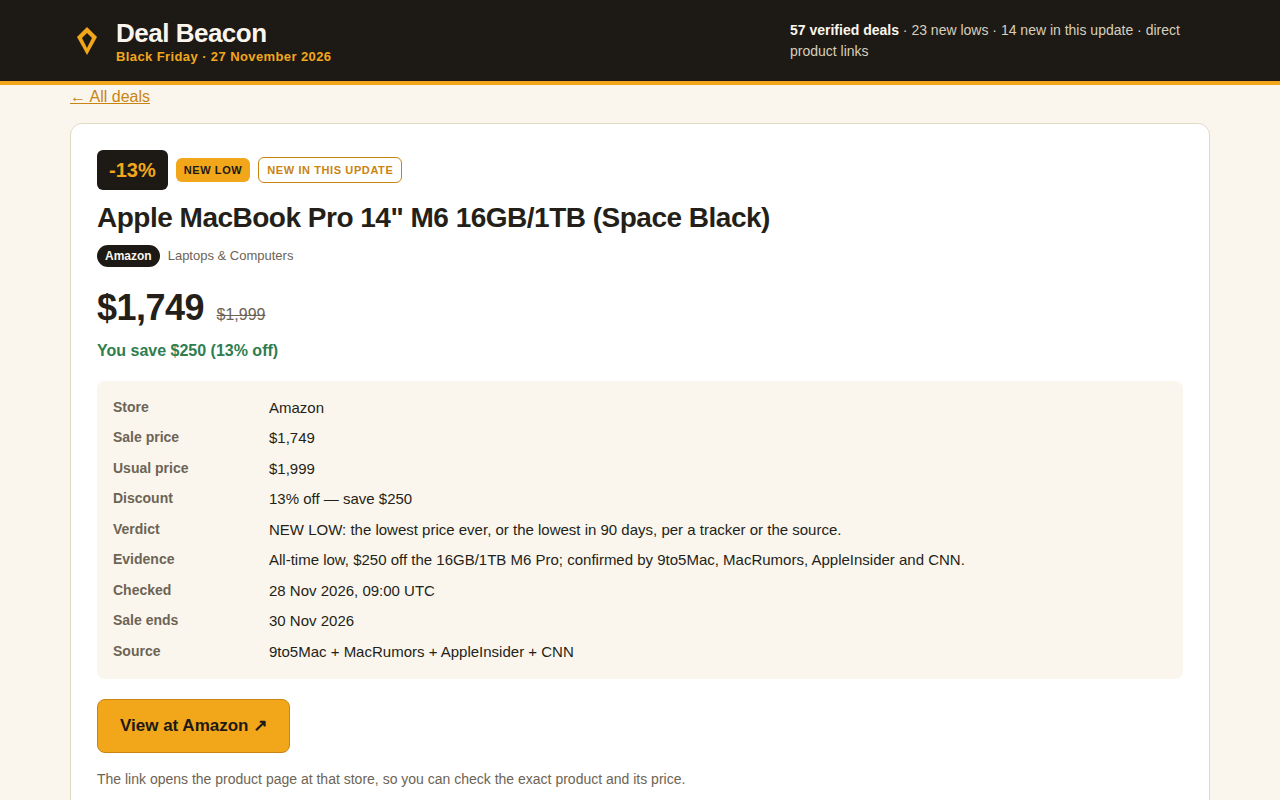 Deal Beacon
Black Friday · 27 November 2026
57 verified deals · 23 new lows · 14 new in this update · direct
product links
← All deals
-13%
NEW LOW
NEW IN THIS UPDATE
Apple MacBook Pro 14" M6 16GB/1TB (Space Black)
Amazon
Laptops & Computers
$1,749 $1,999
You save $250 (13% off)
Store Amazon
Sale price $1,749
Usual price $1,999
Discount 13% off — save $250
Verdict NEW LOW: the lowest price ever, or the lowest in 90 days, per a tracker or the source.
Evidence All-time low, $250 off the 16GB/1TB M6 Pro; confirmed by 9to5Mac, MacRumors, AppleInsider and CNN.
Checked 28 Nov 2026, 09:00 UTC
Sale ends 30 Nov 2026
Source 9to5Mac + MacRumors + AppleInsider + CNN
View at Amazon ↗
The link opens the product page at that store, so you can check the exact product and its price.